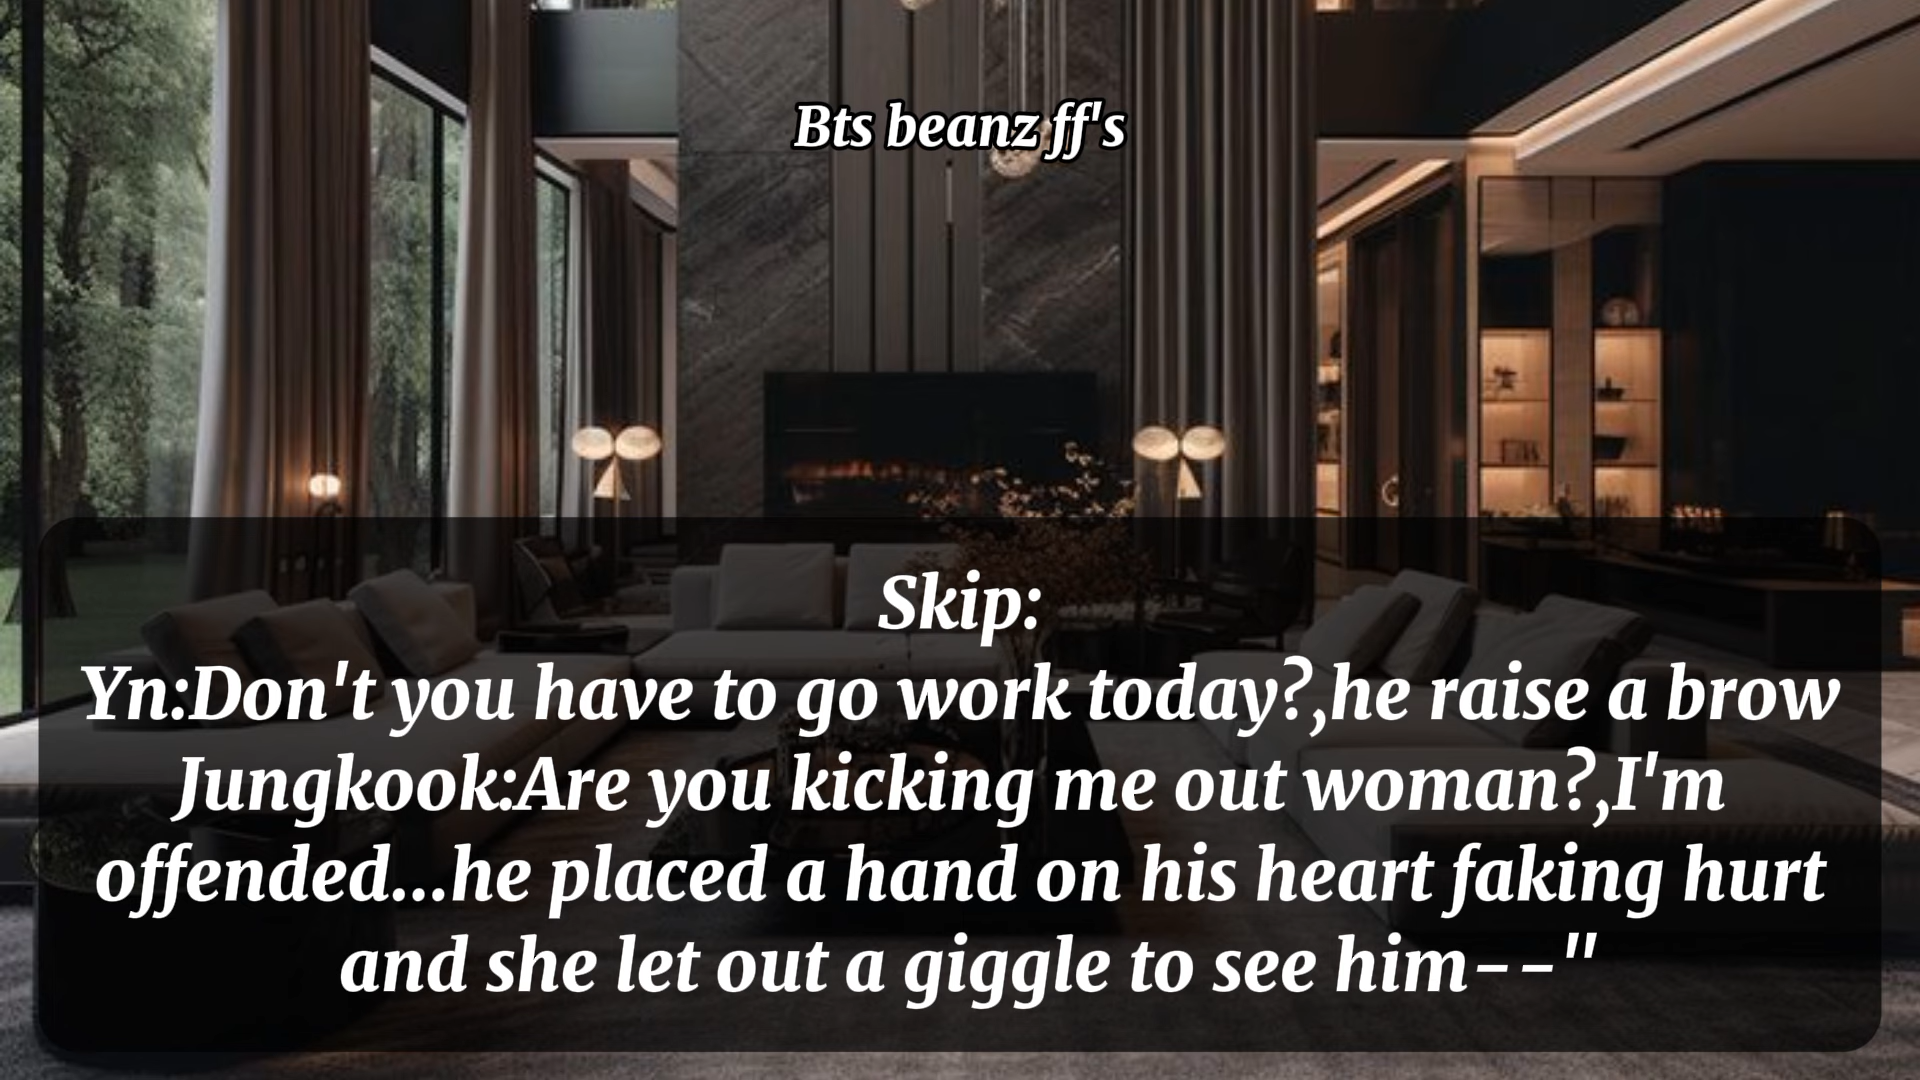 Bts beanz ff's
Skip:
Yn:Don't you have to go work today?,he raise a brow
Jungkook:Are you kicking me out woman?,I'm
offended...he placed a hand on his heart faking hurt
and she let out a giggle to see him--"